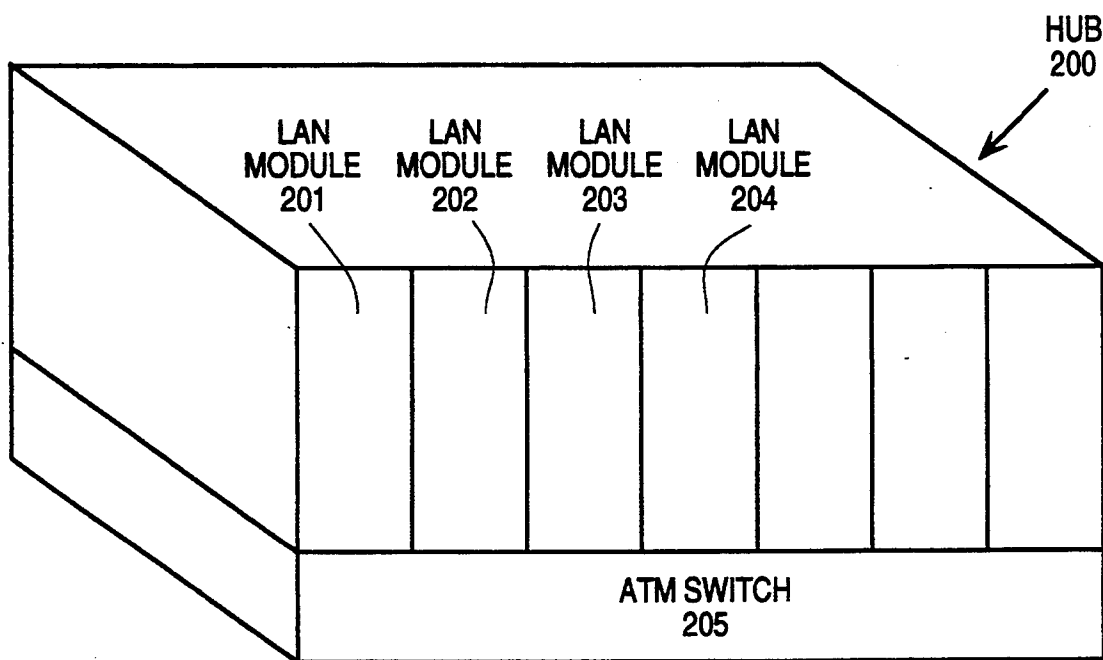 HUB
200
LAN
MODULE
201
LAN
MODULE
202
LAN
MODULE
203
LAN
MODULE
204
ATM SWITCH
205